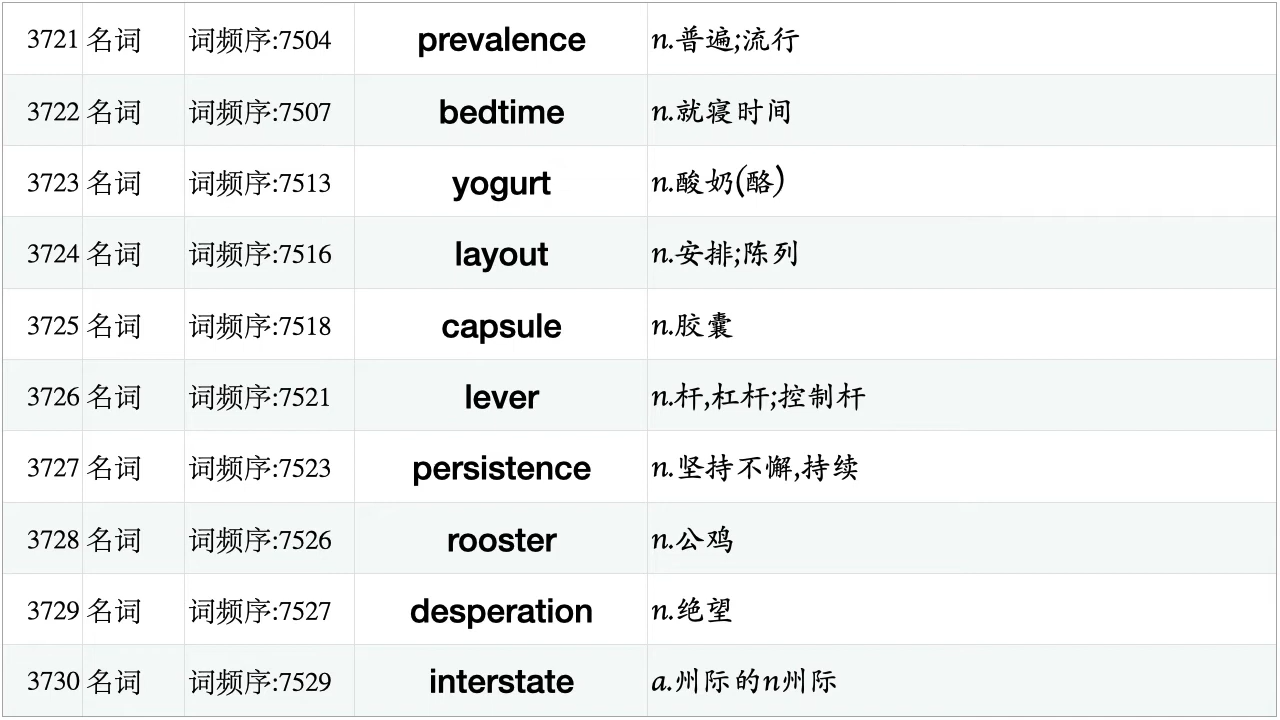 3721 名词 词频序:7504 prevalence n.普遍;流行
3722 名词 词频序:7507 bedtime n.就寝时间
3723 名词 词频序:7513 yogurt n.酸奶(酪)
3724 名词 词频序:7516 layout n.安排;陈列
3725 名词 词频序:7518 capsule n.胶囊
3726 名词 词频序:7521 lever n.杆,杠杆;控制杆
3727 名词 词频序:7523 persistence n.坚持不懈,持续
3728 名词 词频序:7526 rooster n.公鸡
3729 名词 词频序:7527 desperation n.绝望
3730 名词 词频序:7529 interstate a.州际的n州际